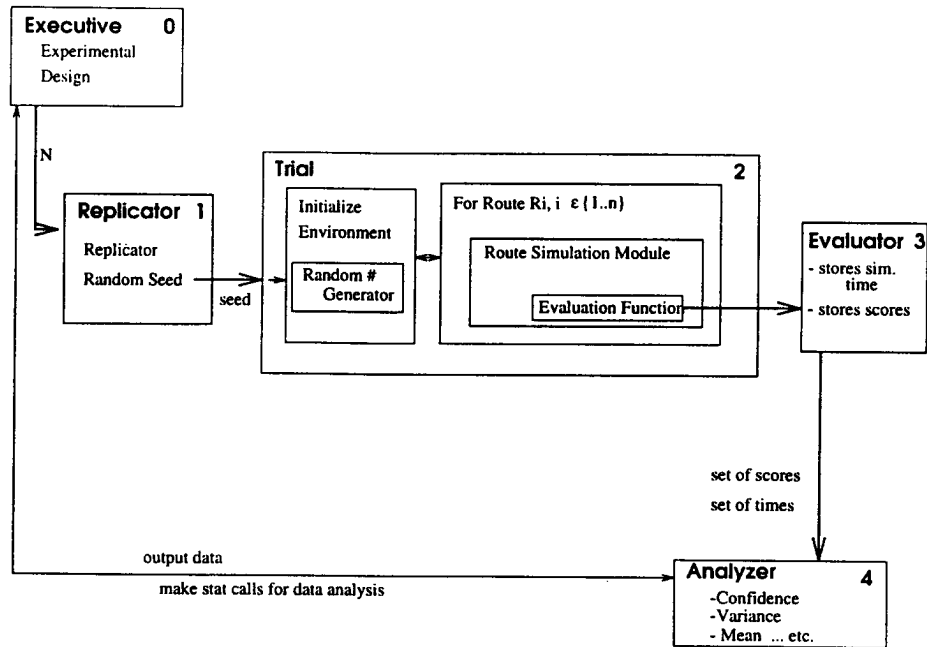 Executive 0
Experimental
Design
N
Replicator 1
Replicator
Random Seed
seed
Trial 2
Initialize
Environment
Random #
Generator
For Route Ri, i ε {1..n}
Route Simulation Module
Evaluation Function
Evaluator 3
- stores sim.
time
- stores scores
set of scores
set of times
output data
make stat calls for data analysis
Analyzer 4
-Confidence
-Variance
- Mean ... etc.